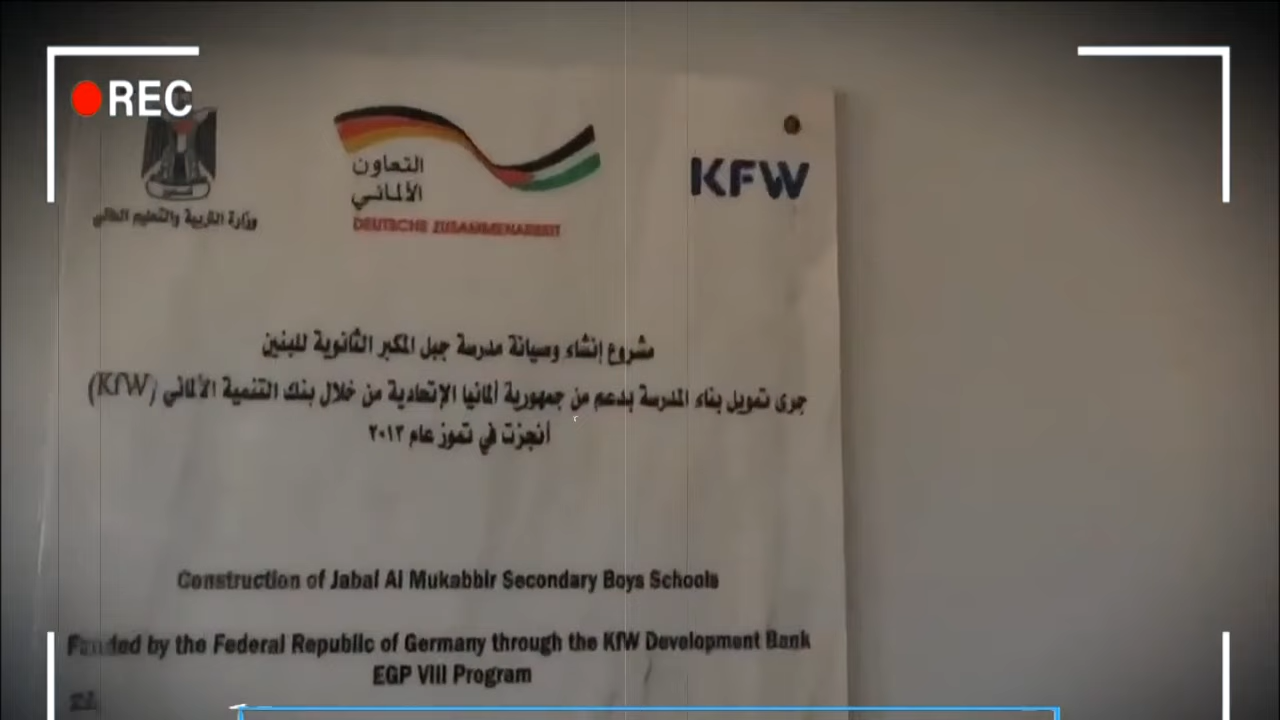 REC
وزارة التربية والتعليم العالي
التعاون
الألماني
DEUTSCHE ZUSAMMENARBEIT
KFW
مشروع إنشاء وصيانة مدرسة جبل المكبر الثانوية للبنين
جرى تمويل بناء المدرسة بدعم من جمهورية ألمانيا الإتحادية من خلال بنك التنمية الألماني (KfW)
أنجزت في تموز عام ٢٠١٢
Construction of Jabal Al Mukabbir Secondary Boys Schools
Funded by the Federal Republic of Germany through the KfW Development Bank
EGP VIII Program